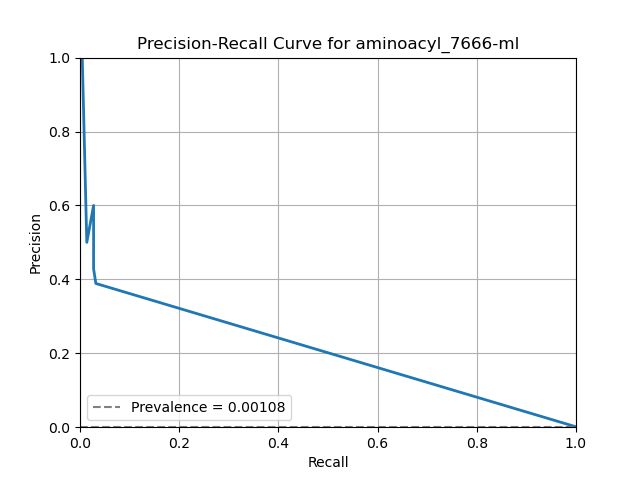 Precision-Recall Curve for aminoacyl_7666-ml
1.0
0.8
0.6
0.4
0.2
0.0
Precision
Prevalence = 0.00108
0.0 0.2 0.4 0.6 0.8 1.0
Recall